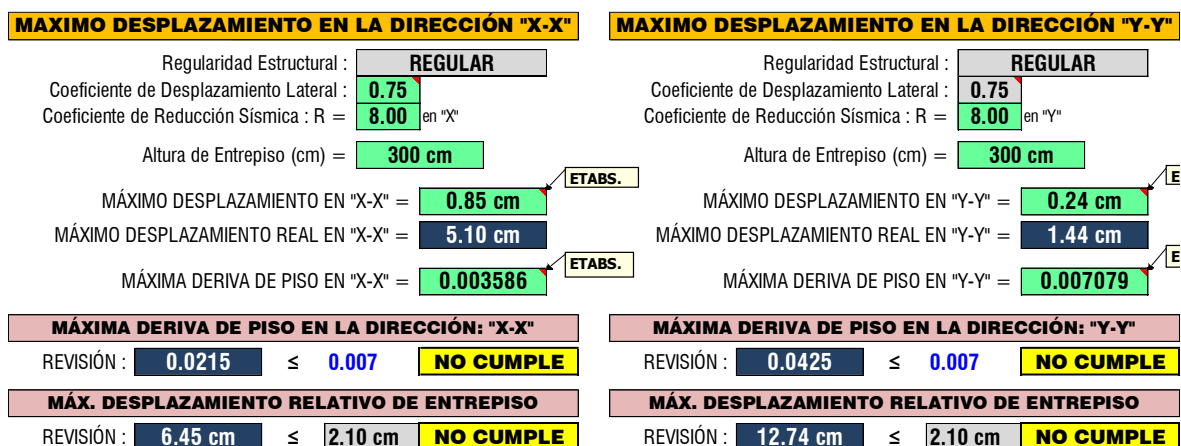 MAXIMO DESPLAZAMIENTO EN LA DIRECCIÓN "X-X"
Regularidad Estructural : REGULAR
Coeficiente de Desplazamiento Lateral : 0.75
Coeficiente de Reducción Sísmica : R = 8.00 en "X"
Altura de Entrepiso (cm) = 300 cm
ETABS.
MÁXIMO DESPLAZAMIENTO EN "X-X" = 0.85 cm
MÁXIMO DESPLAZAMIENTO REAL EN "X-X" = 5.10 cm
ETABS.
MÁXIMA DERIVA DE PISO EN "X-X" = 0.003586
MÁXIMA DERIVA DE PISO EN LA DIRECCIÓN: "X-X"
REVISIÓN : 0.0215 ≤ 0.007 NO CUMPLE
MÁX. DESPLAZAMIENTO RELATIVO DE ENTREPISO
REVISIÓN : 6.45 cm ≤ 2.10 cm NO CUMPLE
MAXIMO DESPLAZAMIENTO EN LA DIRECCIÓN "Y-Y"
Regularidad Estructural : REGULAR
Coeficiente de Desplazamiento Lateral : 0.75
Coeficiente de Reducción Sísmica : R = 8.00 en "Y"
Altura de Entrepiso (cm) = 300 cm
E
MÁXIMO DESPLAZAMIENTO EN "Y-Y" = 0.24 cm
MÁXIMO DESPLAZAMIENTO REAL EN "Y-Y" = 1.44 cm
E
MÁXIMA DERIVA DE PISO EN "Y-Y" = 0.007079
MÁXIMA DERIVA DE PISO EN LA DIRECCIÓN: "Y-Y"
REVISIÓN : 0.0425 ≤ 0.007 NO CUMPLE
MÁX. DESPLAZAMIENTO RELATIVO DE ENTREPISO
REVISIÓN : 12.74 cm ≤ 2.10 cm NO CUMPLE